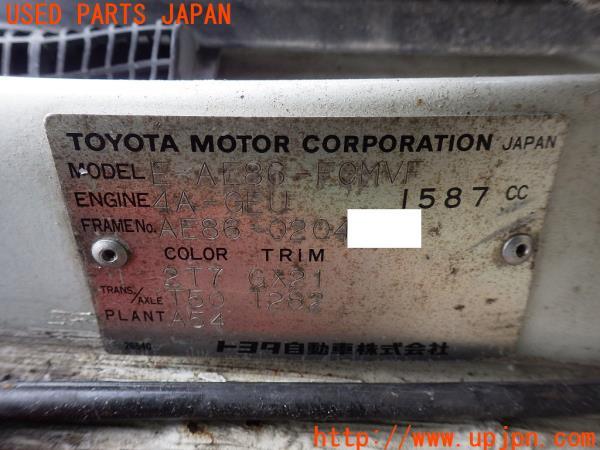 USED PARTS JAPAN
TOYOTA MOTOR CORPORATION JAPAN
MODEL E-AE86-FCMVF
ENGINE 4A-GEU 1587 CC
FRAME No. AE86-0204
COLOR TRIM
2T7 GX21
TRANS./AXLE T50 T282
PLANT A54
トヨタ自動車株式会社
http://www.upjpn.com